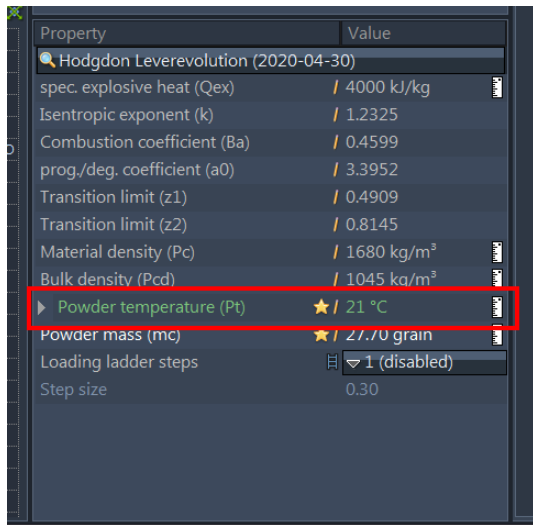 Property Value
Hodgdon Leverevolution (2020-04-30)
spec. explosive heat (Qex) 4000 kJ/kg
Isentropic exponent (k) 1.2325
Combustion coefficient (Ba) 0.4599
prog./deg. coefficient (a0) 3.3952
Transition limit (z1) 0.4909
Transition limit (z2) 0.8145
Material density (Pc) 1680 kg/m³
Bulk density (Pcd) 1045 kg/m³
Powder temperature (Pt) 21 °C
Powder mass (mc) 27.70 grain
Loading ladder steps 1 (disabled)
Step size 0.30